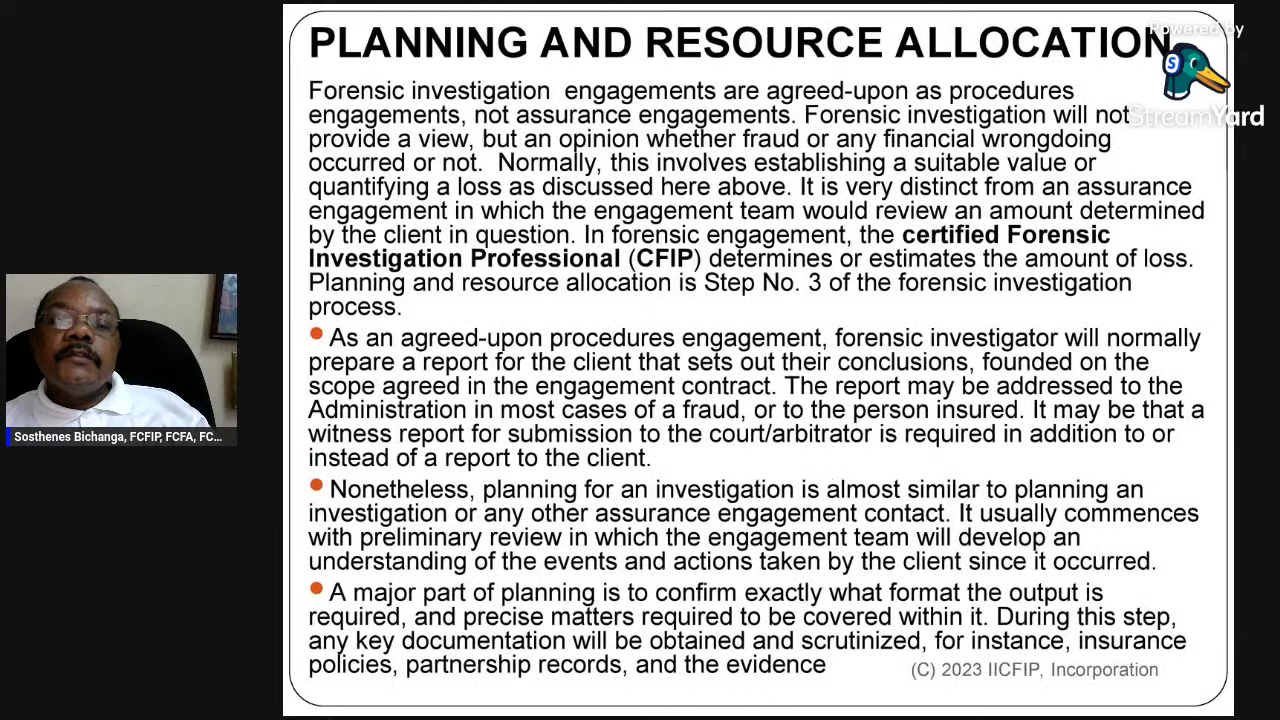 PLANNING AND RESOURCE ALLOCATION
Powered by
S
StreamYard
Forensic investigation  engagements are agreed-upon as procedures
engagements, not assurance engagements. Forensic investigation will not
provide a view, but an opinion whether fraud or any financial wrongdoing
occurred or not.  Normally, this involves establishing a suitable value or
quantifying a loss as discussed here above. It is very distinct from an assurance
engagement in which the engagement team would review an amount determined
by the client in question. In forensic engagement, the certified Forensic
Investigation Professional (CFIP) determines or estimates the amount of loss.
Planning and resource allocation is Step No. 3 of the forensic investigation
process.
• As an agreed-upon procedures engagement, forensic investigator will normally
prepare a report for the client that sets out their conclusions, founded on the
scope agreed in the engagement contract. The report may be addressed to the
Administration in most cases of a fraud, or to the person insured. It may be that a
witness report for submission to the court/arbitrator is required in addition to or
instead of a report to the client.
• Nonetheless, planning for an investigation is almost similar to planning an
investigation or any other assurance engagement contact. It usually commences
with preliminary review in which the engagement team will develop an
understanding of the events and actions taken by the client since it occurred.
• A major part of planning is to confirm exactly what format the output is
required, and precise matters required to be covered within it. During this step,
any key documentation will be obtained and scrutinized, for instance, insurance
policies, partnership records, and the evidence
(C) 2023 IICFIP, Incorporation
Sosthenes Bichanga, FCFIP, FCFA, FC...